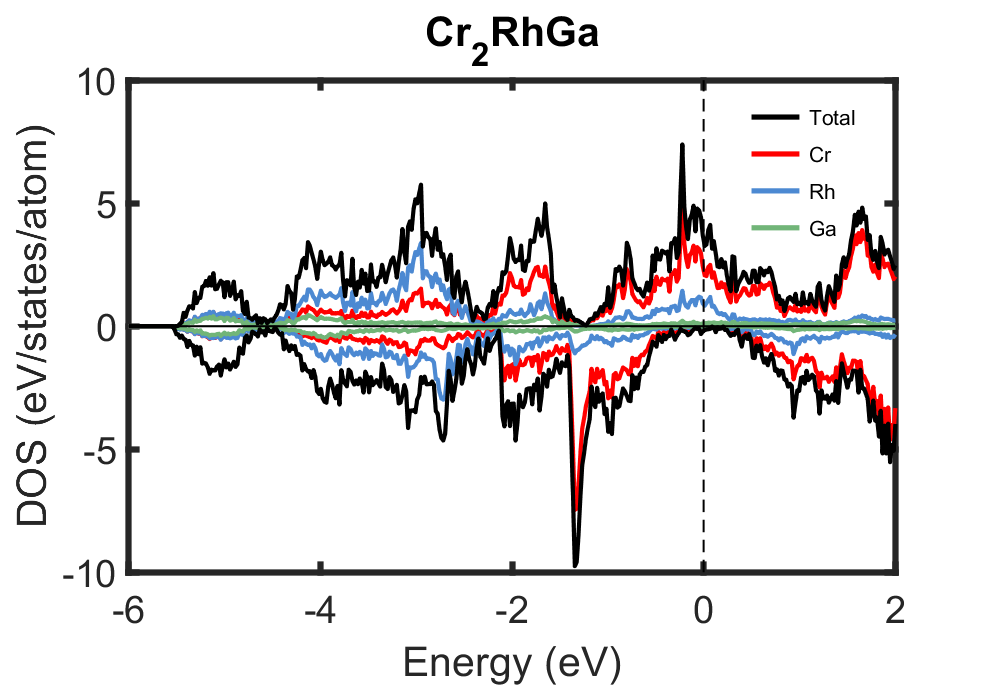 Cr2RhGa
10
5
0
-5
-10
DOS (eV/states/atom)
Total
Cr
Rh
Ga
-6 -4 -2 0 2
Energy (eV)